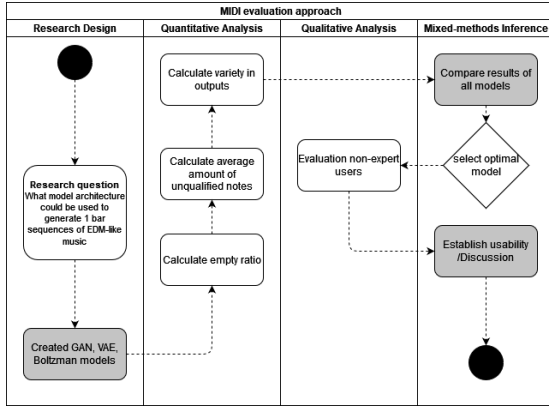 MIDI evaluation approach
Research Design
Quantitative Analysis
Qualitative Analysis
Mixed-methods Inference
Research question
What model architecture
could be used to
generate 1 bar
sequences of EDM-like
music
Created GAN, VAE,
Boltzman models
Calculate variety in
outputs
Calculate average
amount of
unqualified notes
Calculate empty ratio
Evaluation non-expert
users
Compare results of
all models
select optimal
model
Establish usability
/Discussion